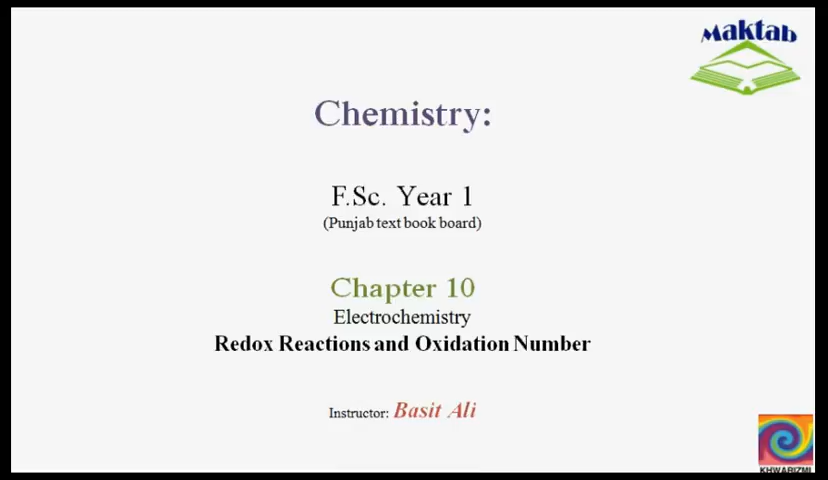 Maktab
Chemistry:
F.Sc. Year 1
(Punjab text book board)
Chapter 10
Electrochemistry
Redox Reactions and Oxidation Number
Instructor: Basit Ali
KHWARIZMI